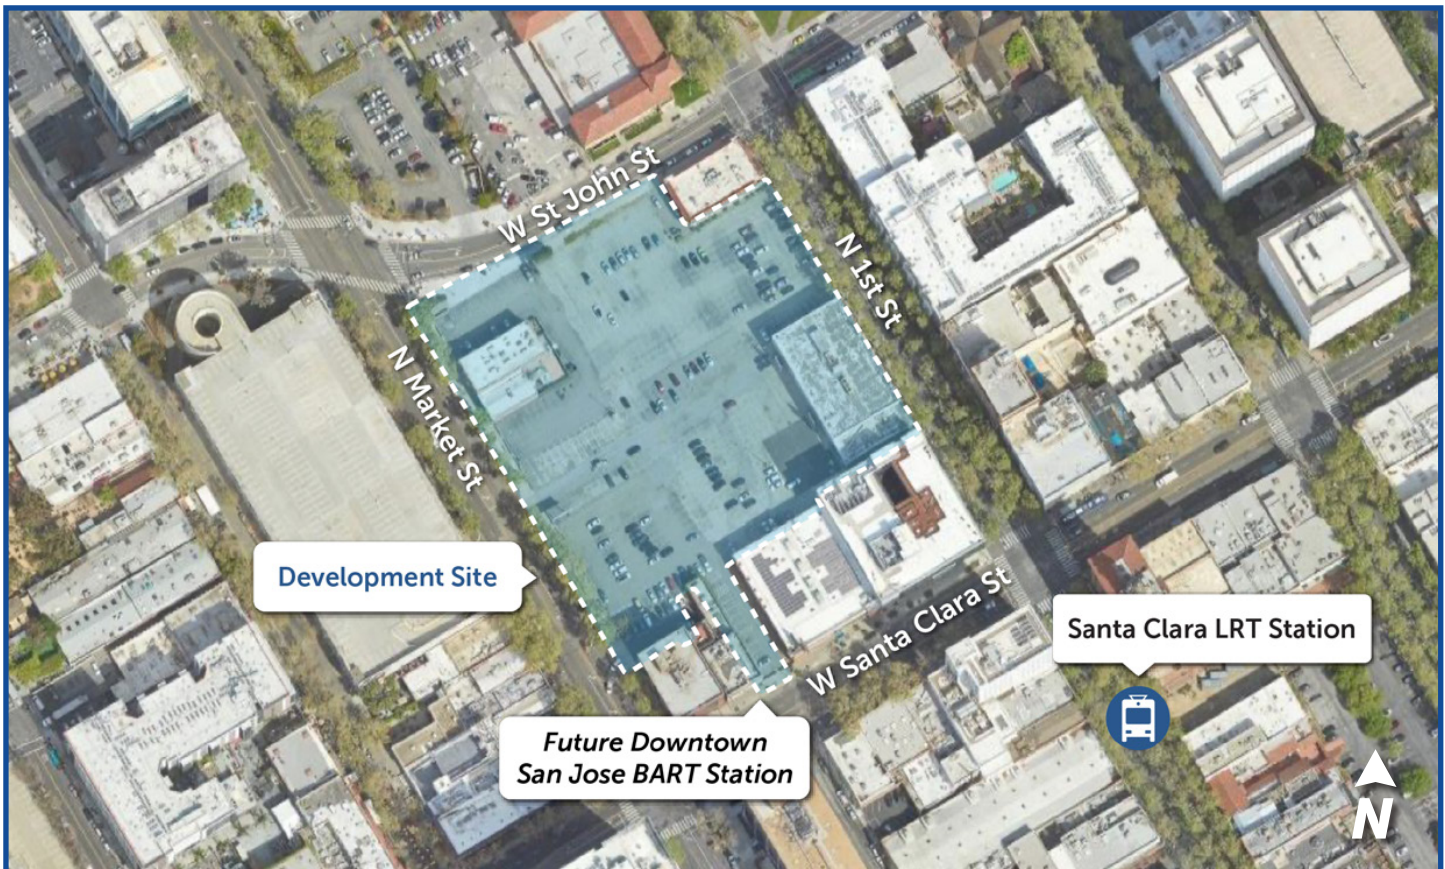 W St John St
N 1st St
N Market St
Development Site
W Santa Clara St
Santa Clara LRT Station
Future Downtown
San Jose BART Station
N